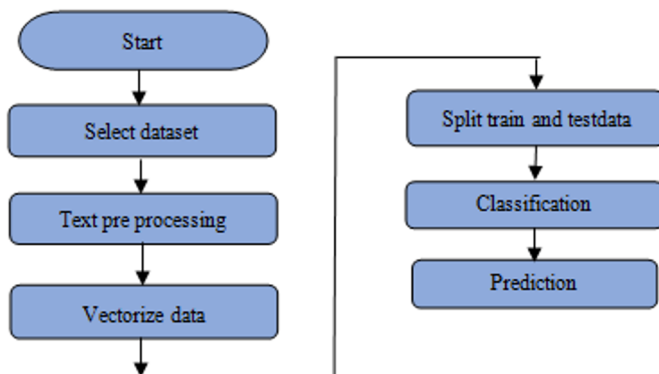 Start
Select dataset
Text pre processing
Vectorize data
Split train and testdata
Classification
Prediction